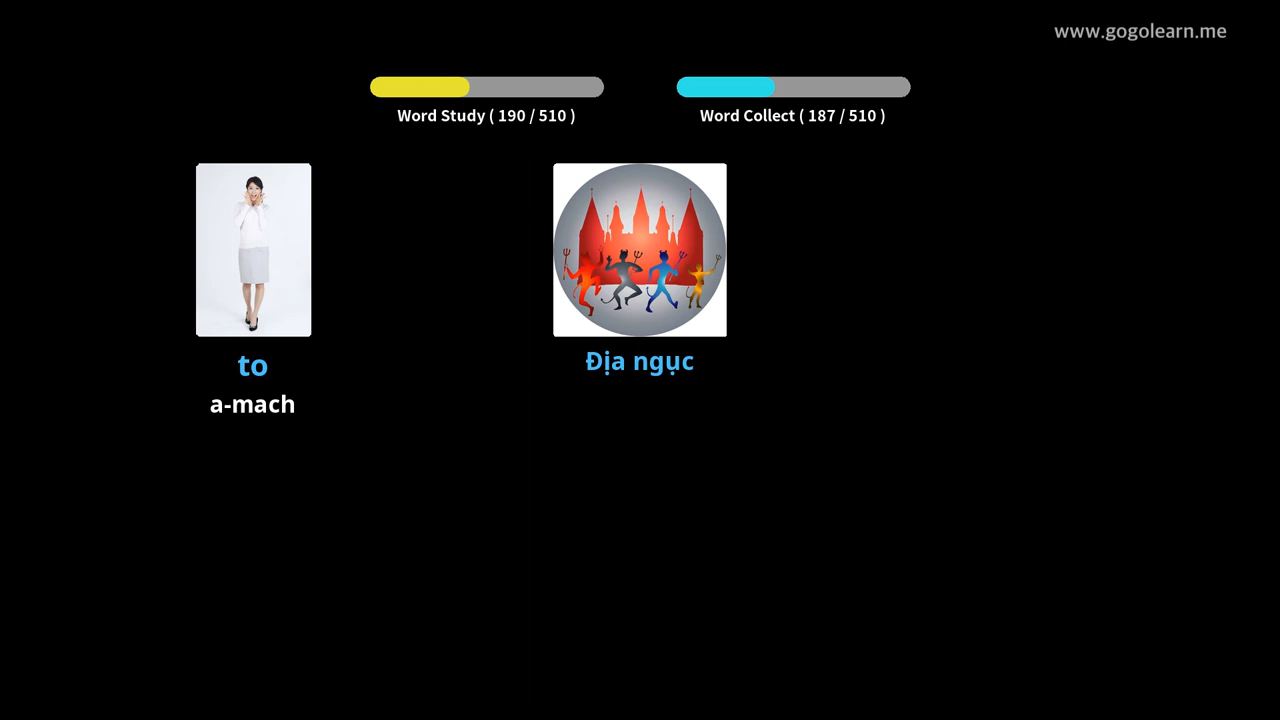 www.gogolearn.me
Word Study ( 190 / 510 )
Word Collect ( 187 / 510 )
to
a-mach
Địa ngục